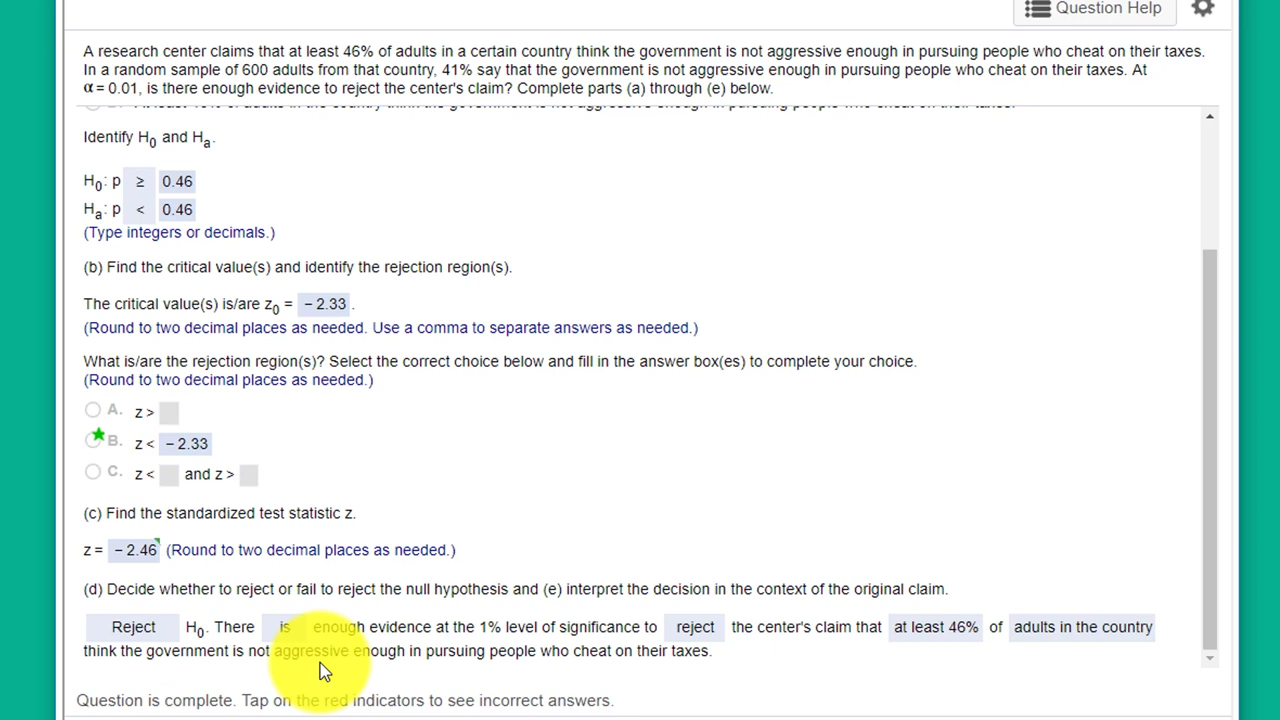 Question Help
A research center claims that at least 46% of adults in a certain country think the government is not aggressive enough in pursuing people who cheat on their taxes.
In a random sample of 600 adults from that country, 41% say that the government is not aggressive enough in pursuing people who cheat on their taxes. At
α = 0.01, is there enough evidence to reject the center's claim? Complete parts (a) through (e) below.
Identify H0 and Ha.
H0: p ≥ 0.46
Ha: p < 0.46
(Type integers or decimals.)
(b) Find the critical value(s) and identify the rejection region(s).
The critical value(s) is/are z0 = − 2.33 .
(Round to two decimal places as needed. Use a comma to separate answers as needed.)
What is/are the rejection region(s)? Select the correct choice below and fill in the answer box(es) to complete your choice.
(Round to two decimal places as needed.)
A. z >
B. z < − 2.33
C. z < and z >
(c) Find the standardized test statistic z.
z = − 2.46 (Round to two decimal places as needed.)
(d) Decide whether to reject or fail to reject the null hypothesis and (e) interpret the decision in the context of the original claim.
Reject H0. There is enough evidence at the 1% level of significance to reject the center's claim that at least 46% of adults in the country
think the government is not aggressive enough in pursuing people who cheat on their taxes.
Question is complete. Tap on the red indicators to see incorrect answers.